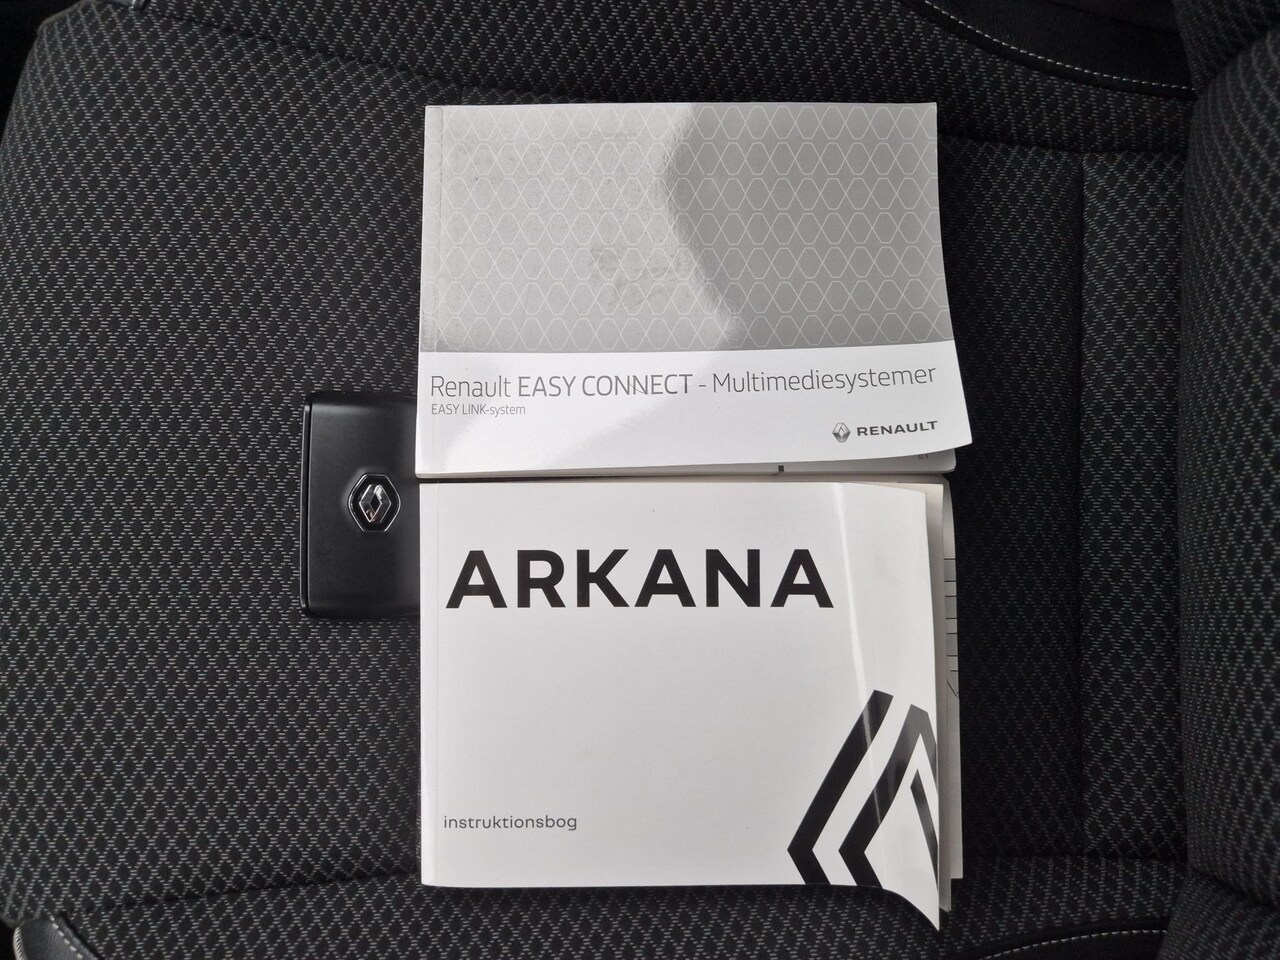 Renault EASY CONNECT - Multimediesystemer
EASY LINK-system
RENAULT
ARKANA
instruktionsbog